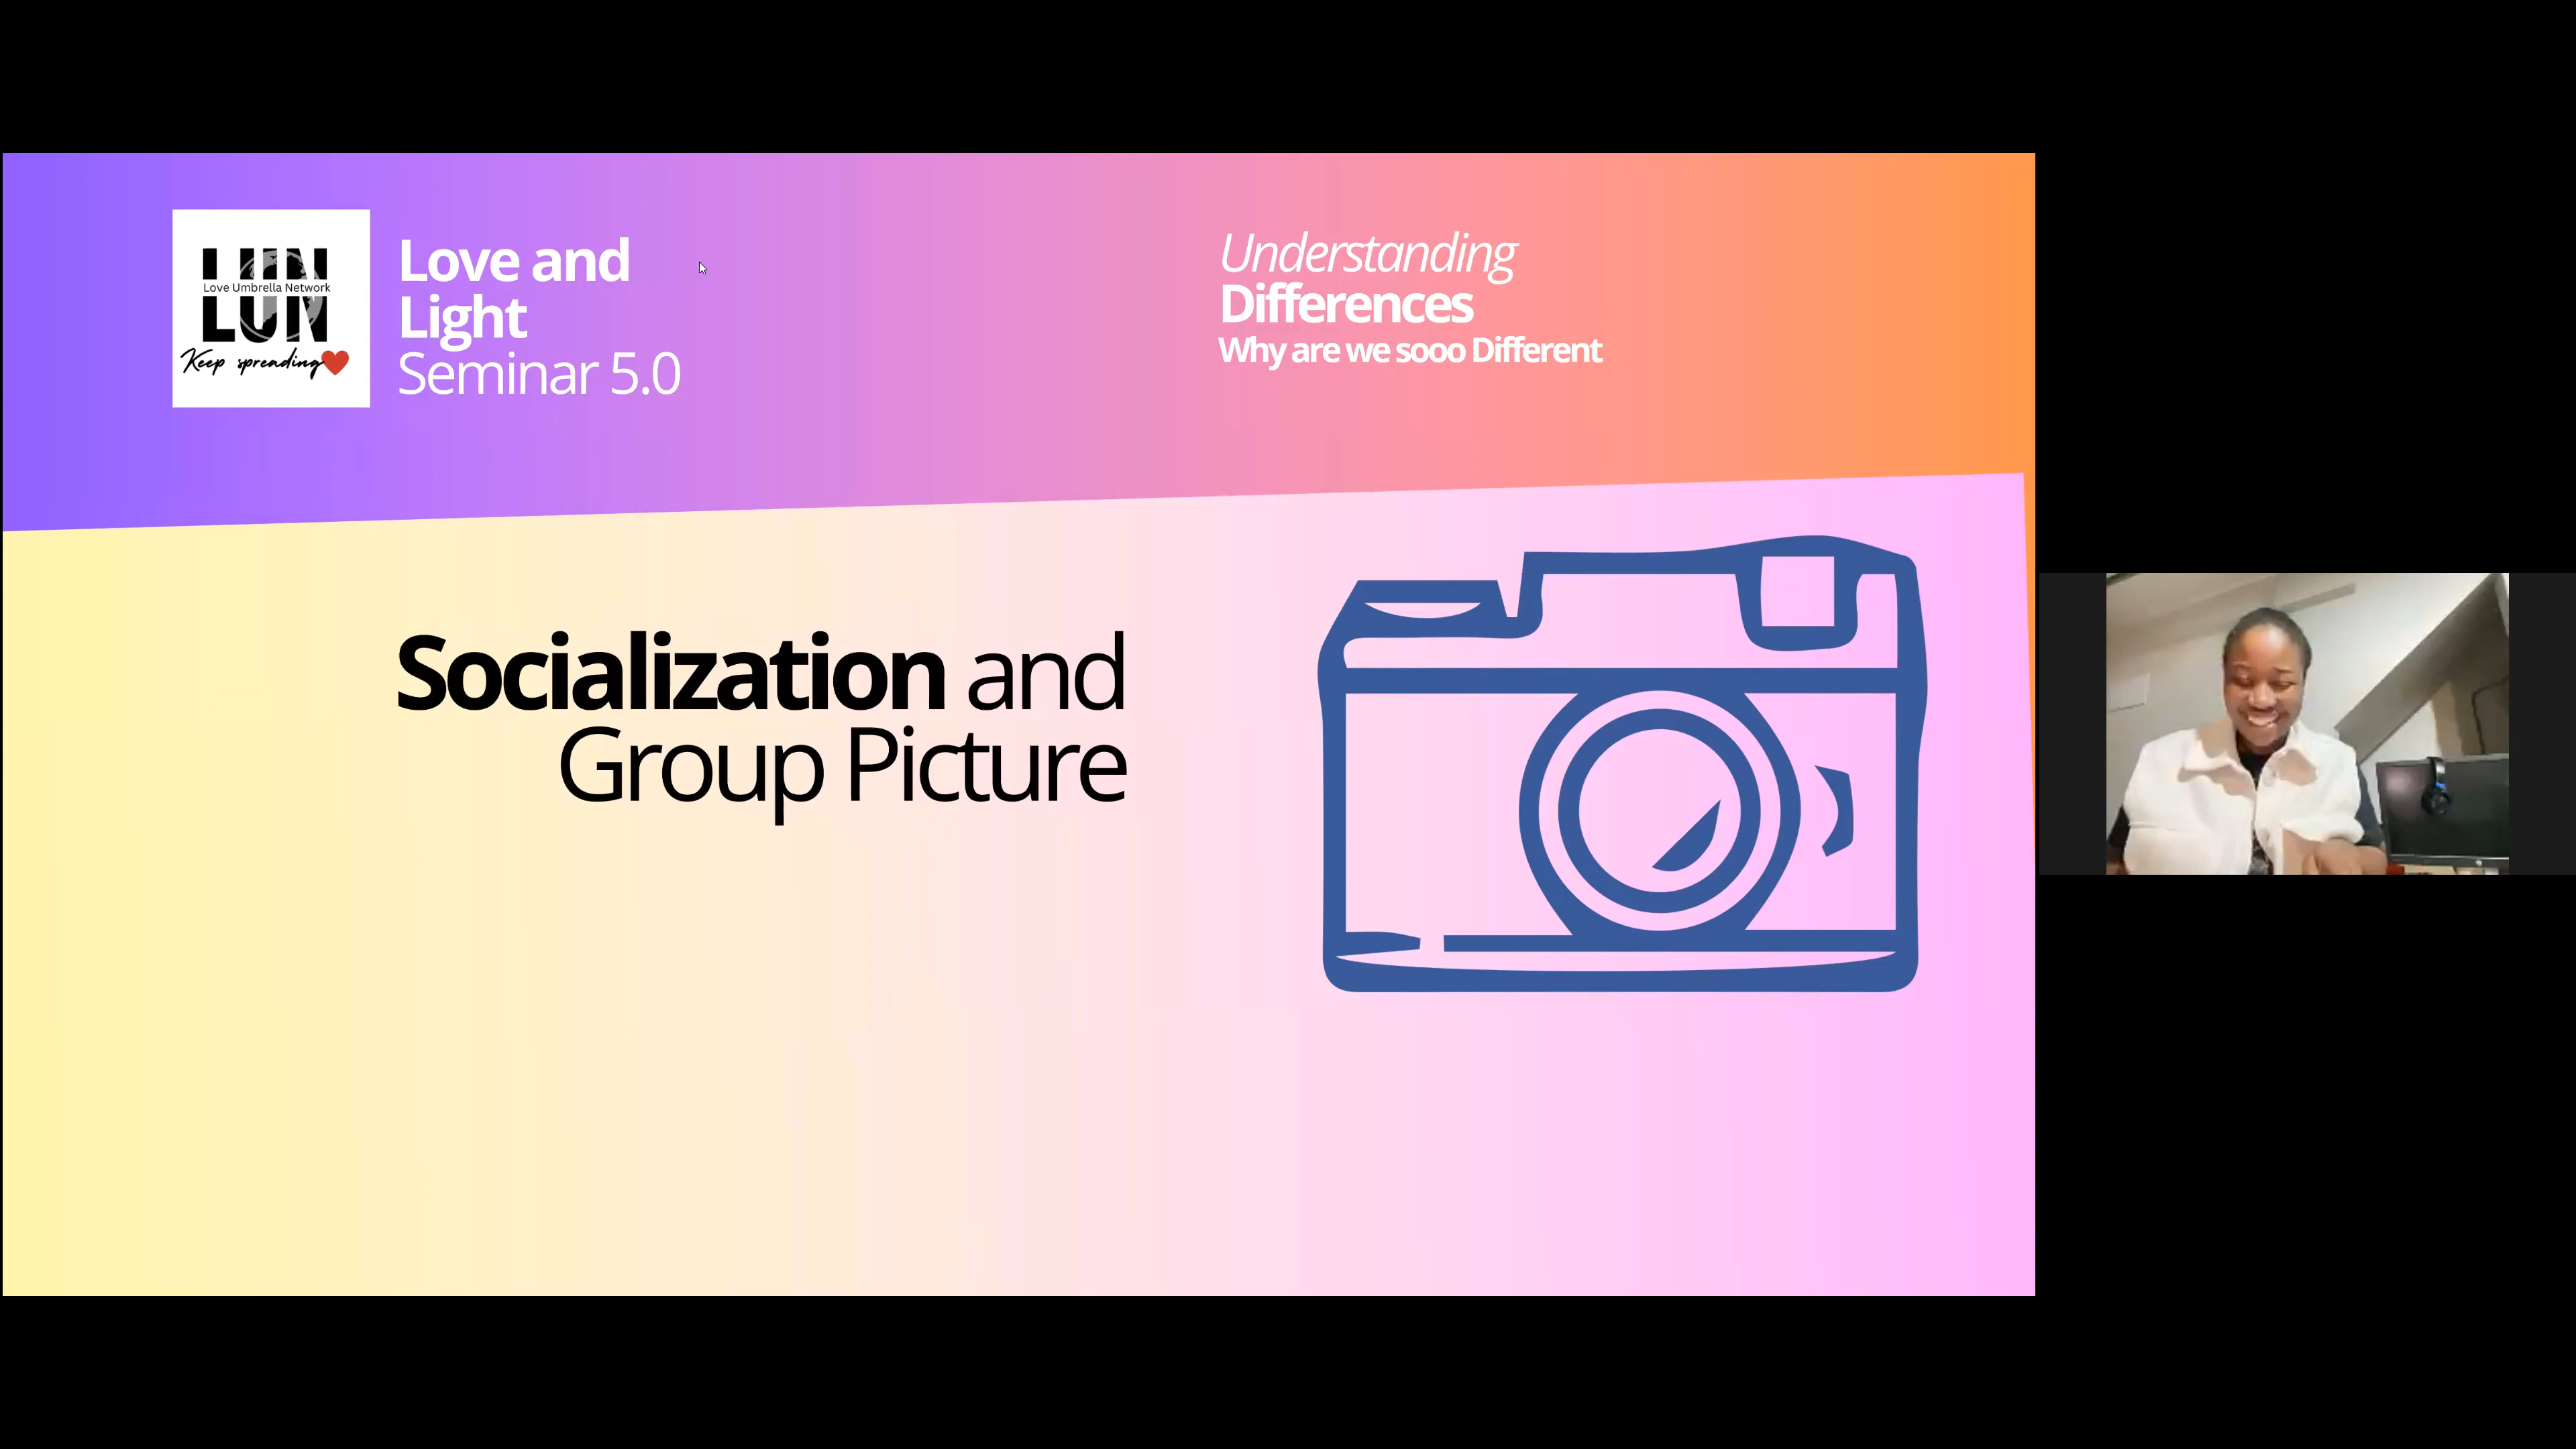 LUN
Love Umbrella Network
LUN
Keep spreading
Love and
Light
Seminar 5.0
Understanding
Differences
Why are we sooo Different
Socialization and
Group Picture